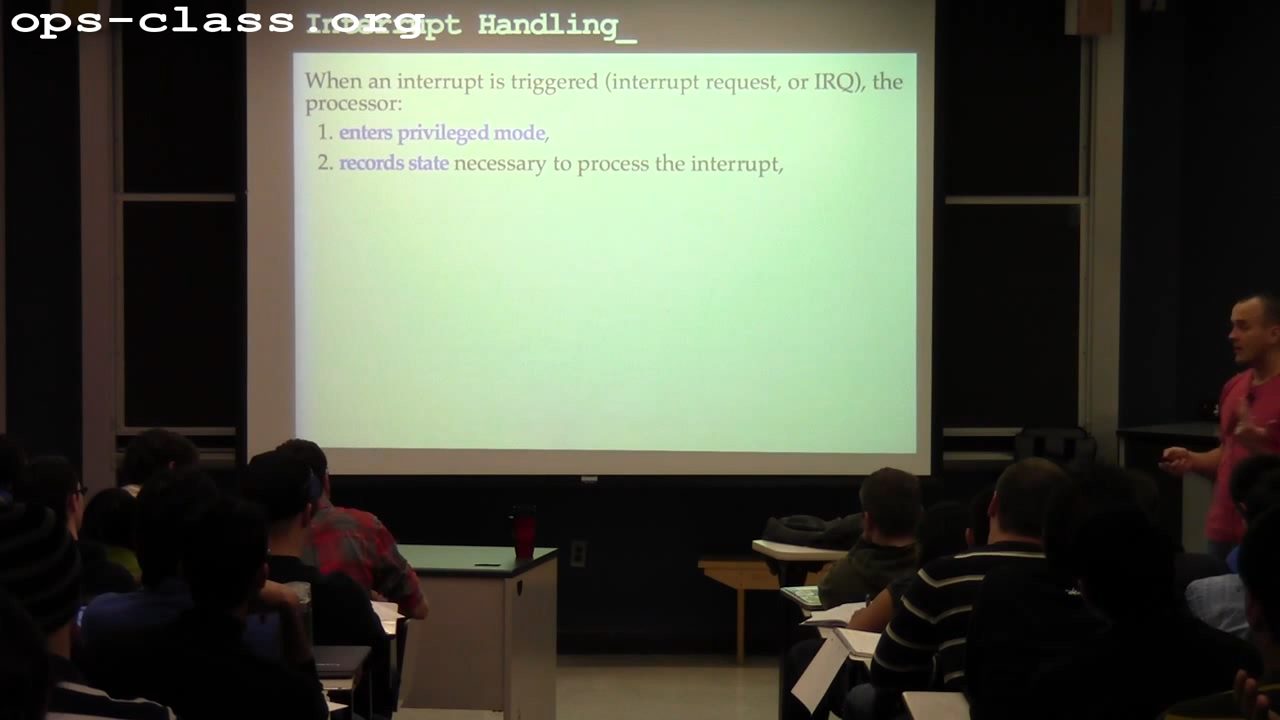 ops-class.org
Interrupt Handling_
When an interrupt is triggered (interrupt request, or IRQ), the
processor:
1. enters privileged mode,
2. records state necessary to process the interrupt,